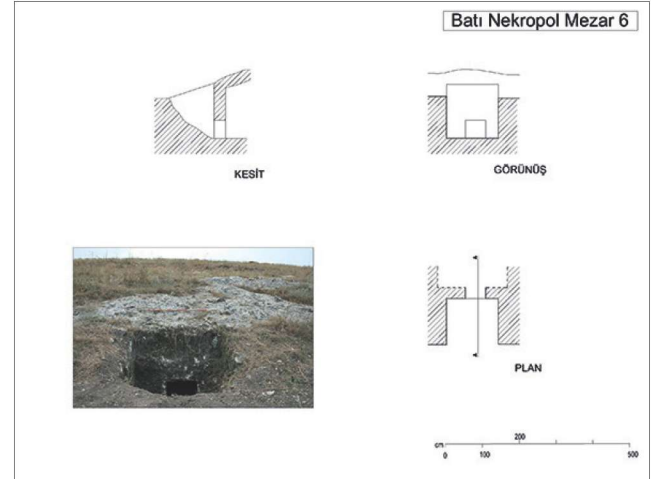 Batı Nekropol Mezar 6
KESİT
GÖRÜNÜŞ
A
A
PLAN
cm
200
0 100 500